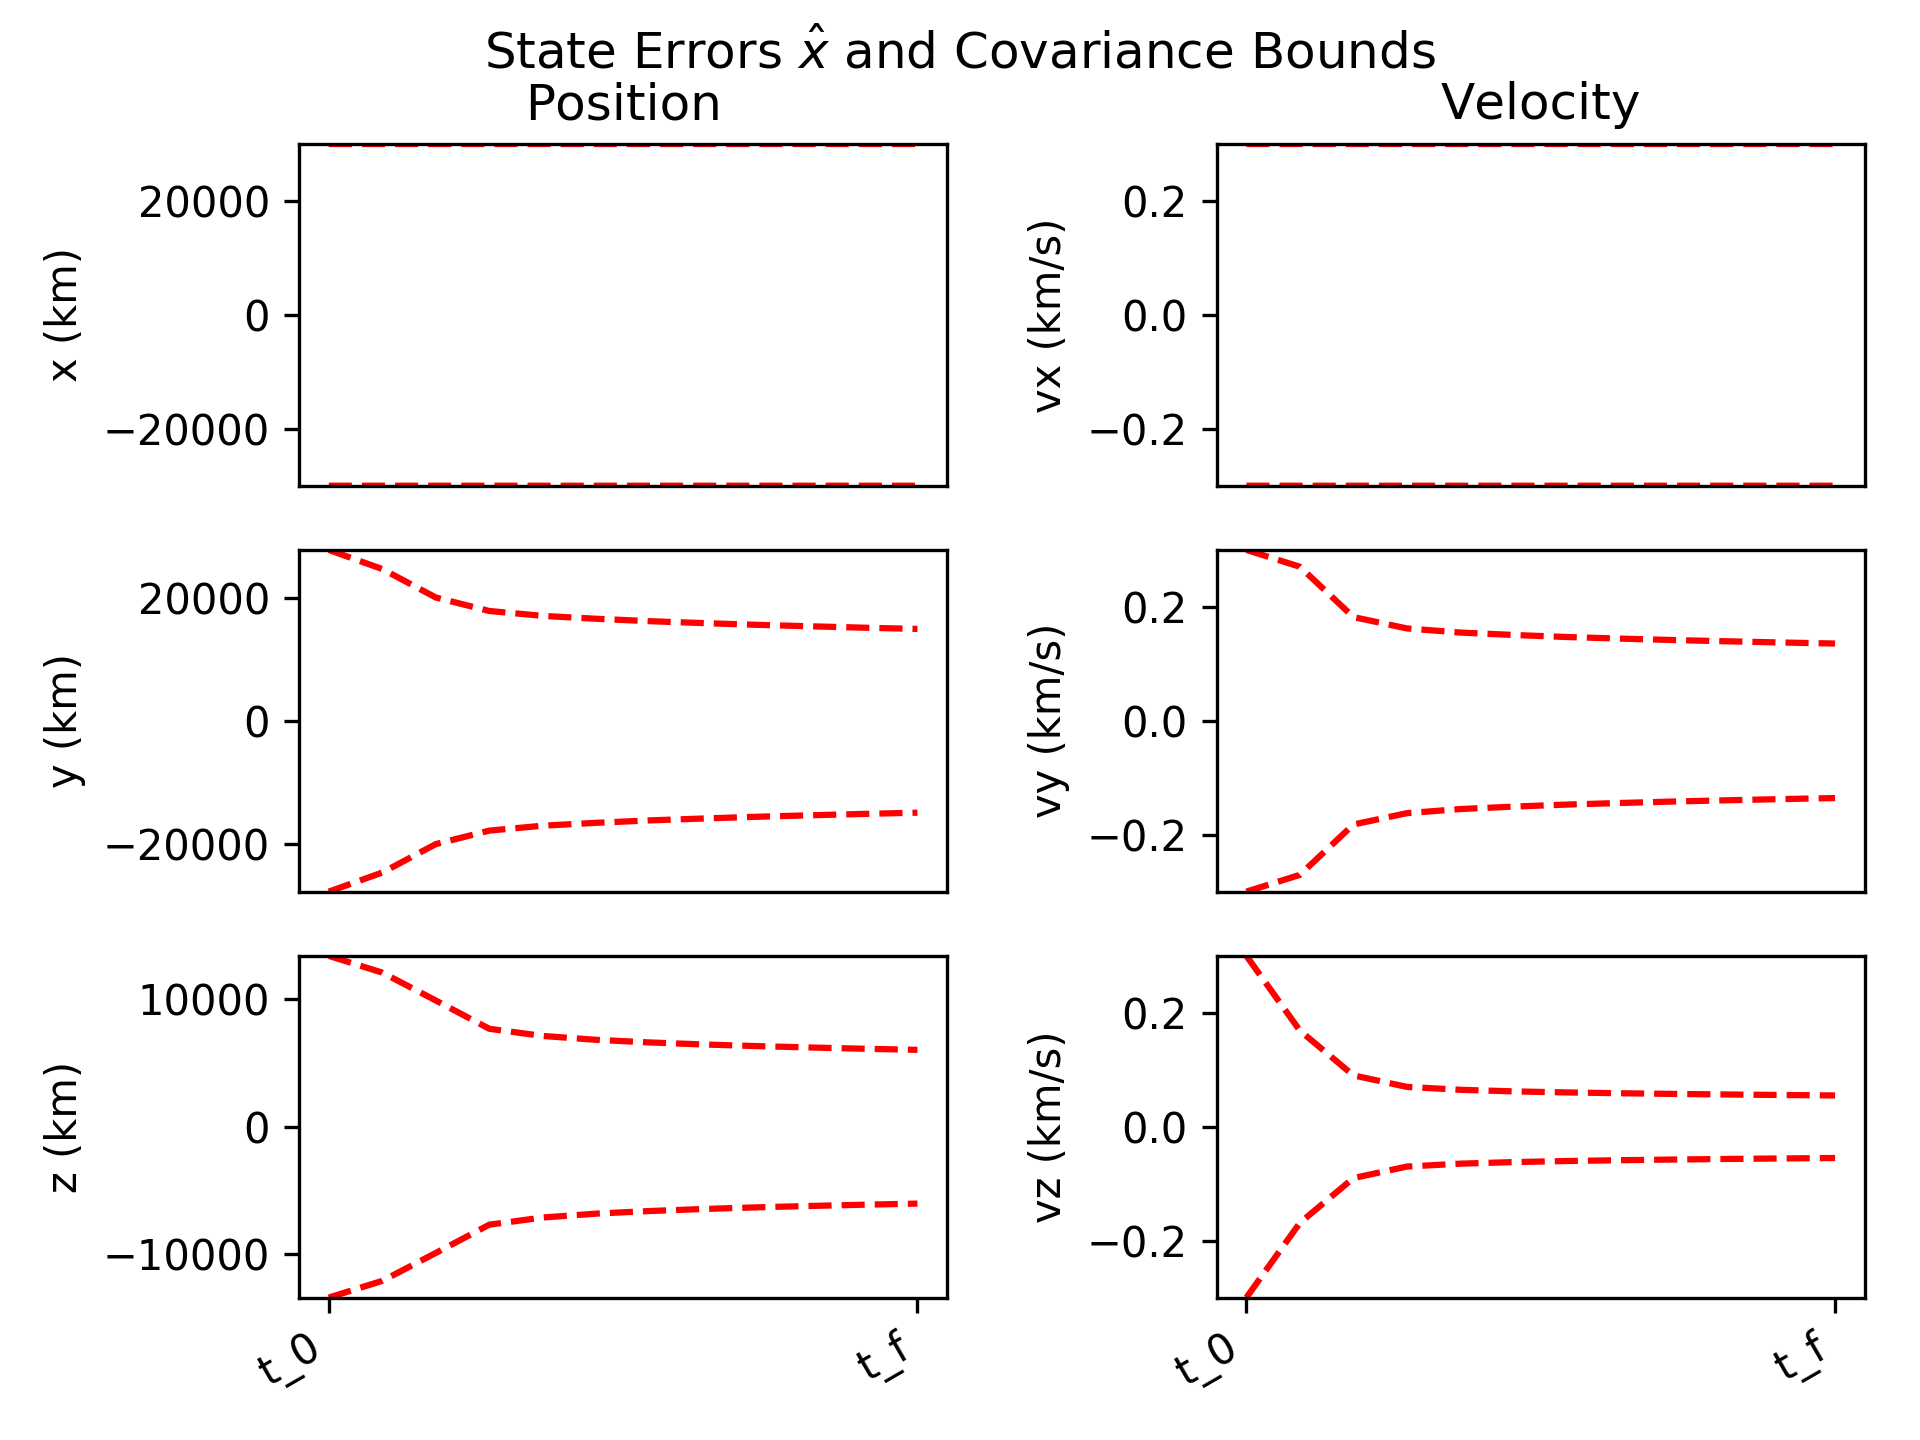 State Errors x̂ and Covariance Bounds
Position
Velocity
x (km)
20000
0
−20000
vx (km/s)
0.2
0.0
−0.2
y (km)
20000
0
−20000
vy (km/s)
0.2
0.0
−0.2
z (km)
10000
0
−10000
vz (km/s)
0.2
0.0
−0.2
t_0
t_f
t_0
t_f